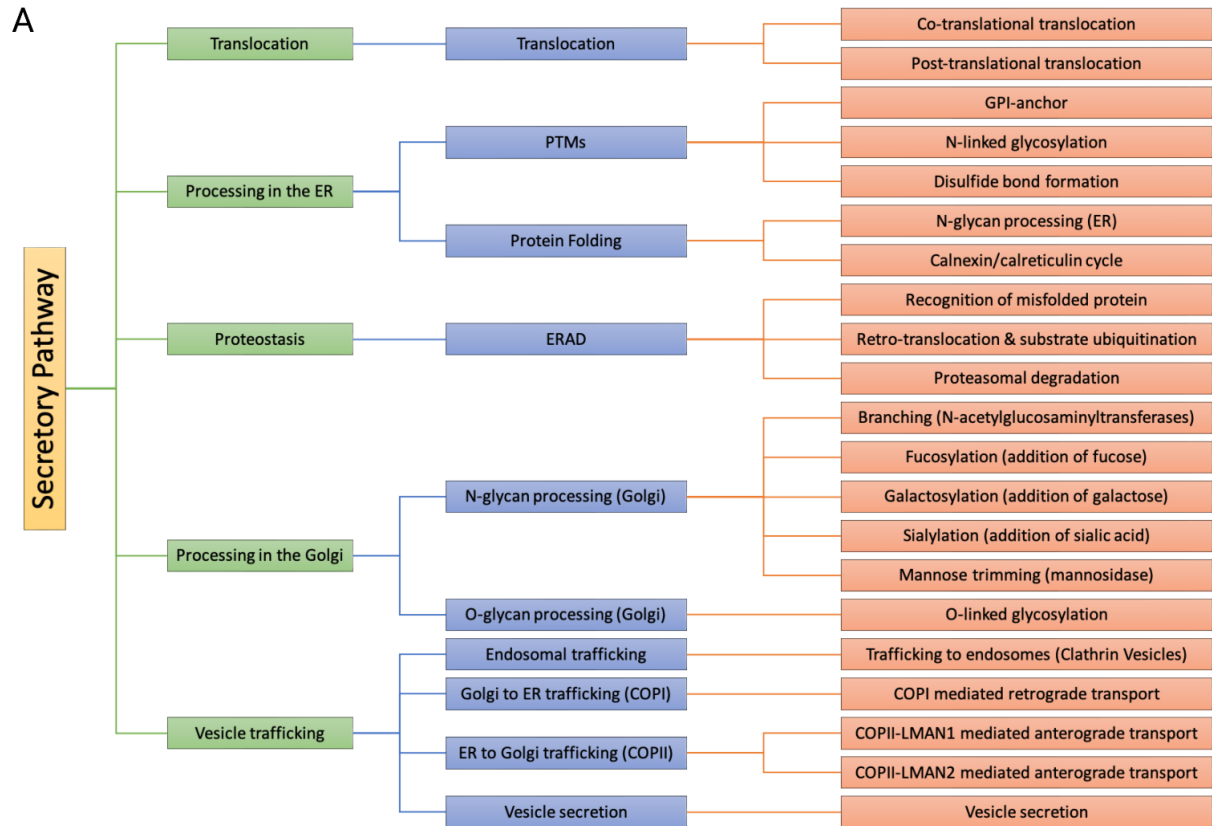 A
Secretory Pathway
Translocation
Translocation
Co-translational translocation
Post-translational translocation
Processing in the ER
PTMs
GPI-anchor
N-linked glycosylation
Disulfide bond formation
Protein Folding
N-glycan processing (ER)
Calnexin/calreticulin cycle
Proteostasis
ERAD
Recognition of misfolded protein
Retro-translocation & substrate ubiquitination
Proteasomal degradation
Processing in the Golgi
N-glycan processing (Golgi)
Branching (N-acetylglucosaminyltransferases)
Fucosylation (addition of fucose)
Galactosylation (addition of galactose)
Sialylation (addition of sialic acid)
Mannose trimming (mannosidase)
O-glycan processing (Golgi)
O-linked glycosylation
Vesicle trafficking
Endosomal trafficking
Trafficking to endosomes (Clathrin Vesicles)
Golgi to ER trafficking (COPI)
COPI mediated retrograde transport
ER to Golgi trafficking (COPII)
COPII-LMAN1 mediated anterograde transport
COPII-LMAN2 mediated anterograde transport
Vesicle secretion
Vesicle secretion